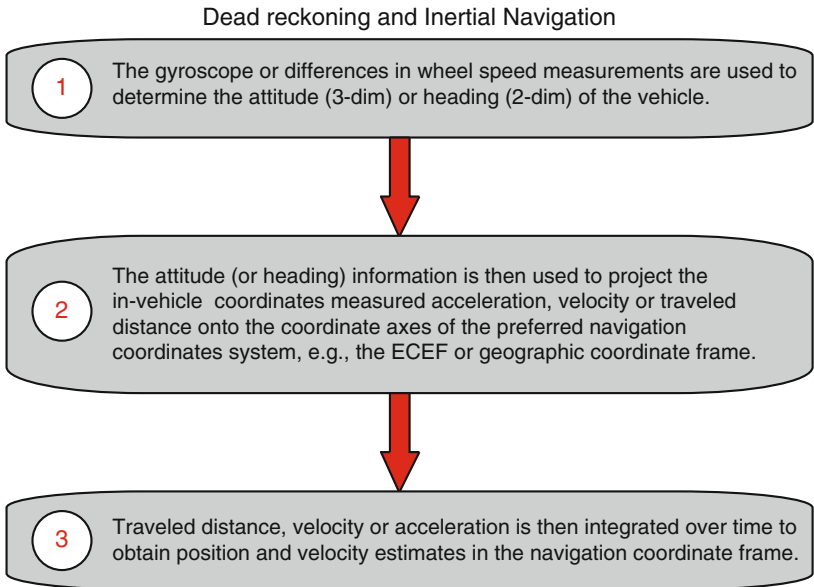 Dead reckoning and Inertial Navigation
1
The gyroscope or differences in wheel speed measurements are used to
determine the attitude (3-dim) or heading (2-dim) of the vehicle.
2
The attitude (or heading) information is then used to project the
in-vehicle coordinates measured acceleration, velocity or traveled
distance onto the coordinate axes of the preferred navigation
coordinates system, e.g., the ECEF or geographic coordinate frame.
3
Traveled distance, velocity or acceleration is then integrated over time to
obtain position and velocity estimates in the navigation coordinate frame.